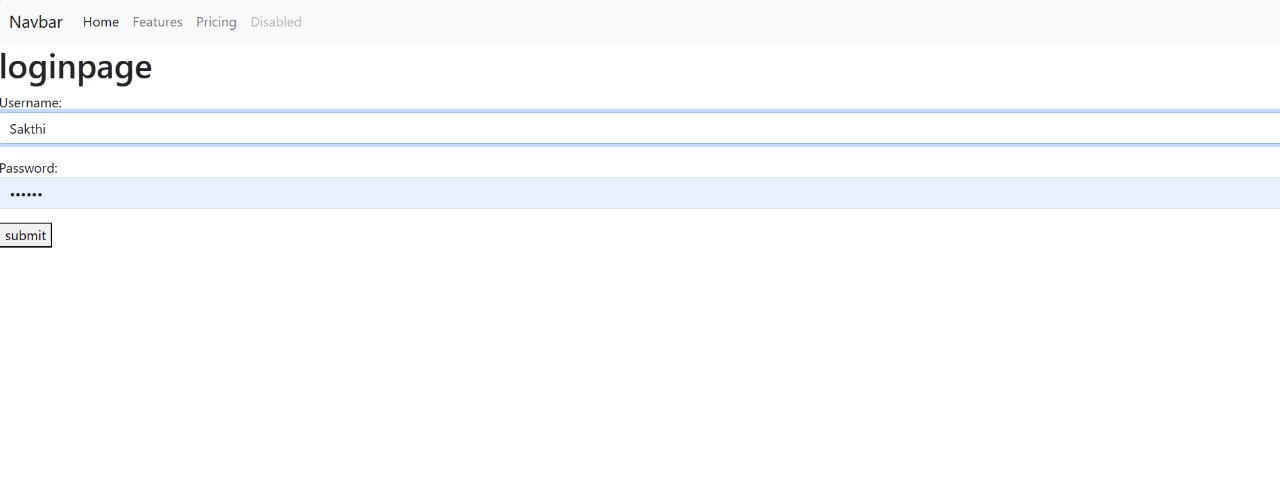 Navbar Home Features Pricing Disabled
loginpage
Username:
Sakthi
Password:
••••••
submit